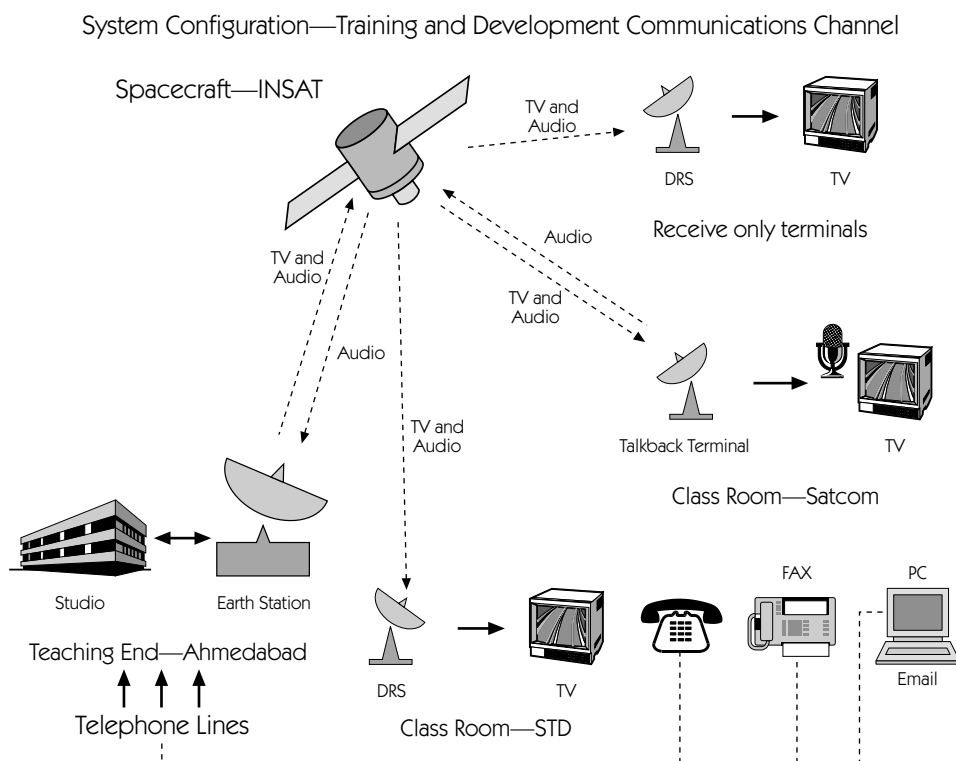 System Configuration—Training and Development Communications Channel
Spacecraft—INSAT
TV and
Audio
DRS
TV
Receive only terminals
Audio
TV and
Audio
TV and
Audio
Audio
Talkback Terminal
TV
TV and
Audio
Class Room—Satcom
Studio
Earth Station
Teaching End—Ahmedabad
Telephone Lines
DRS
TV
Class Room—STD
FAX
PC
Email